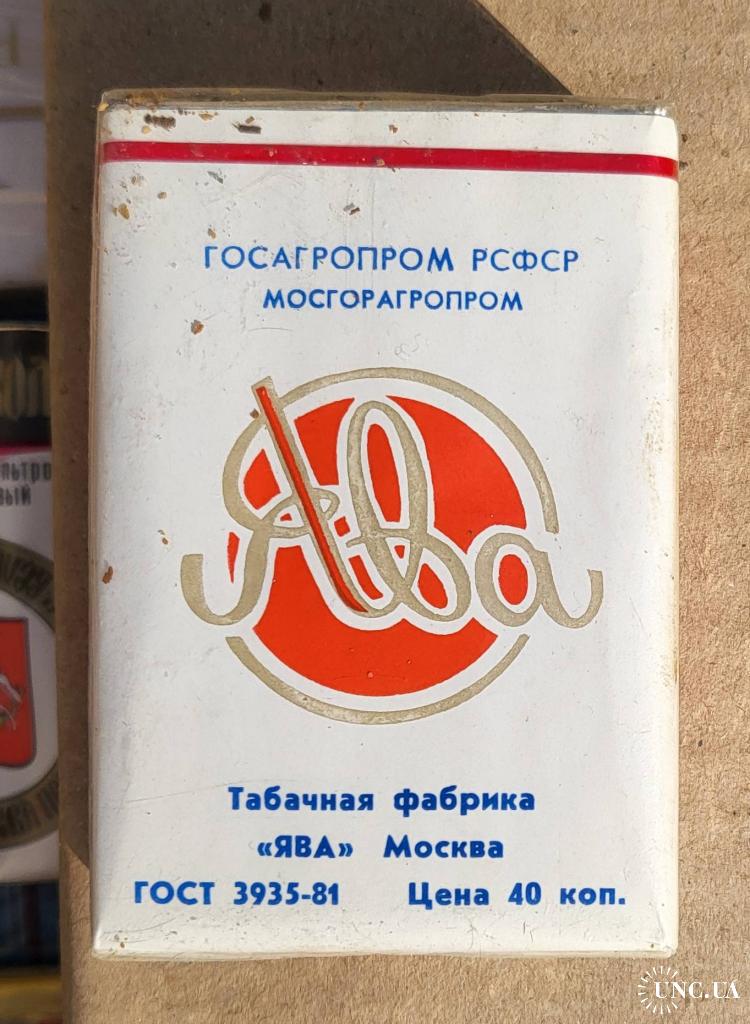 ГОСАГРОПРОМ РСФСР
МОСГОРАГРОПРОМ
Ява
Табачная фабрика
«ЯВА» Москва
ГОСТ 3935-81 Цена 40 коп.
UNC.UA